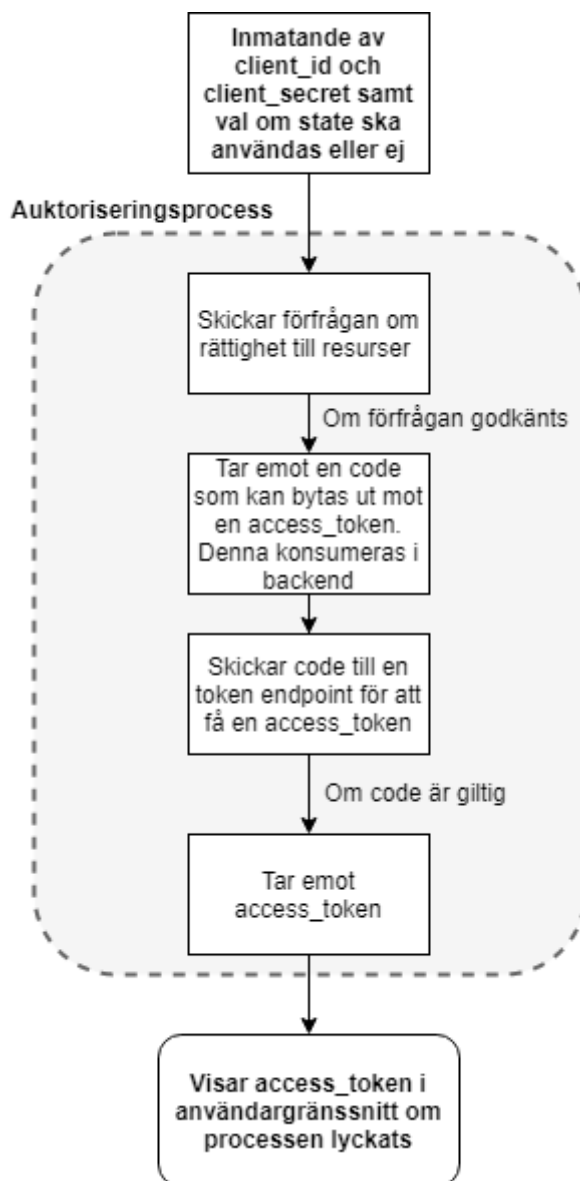 Inmatande av
client_id och
client_secret samt
val om state ska
användas eller ej
Auktoriseringsprocess
Skickar förfrågan om
rättighet till resurser
Om förfrågan godkänts
Tar emot en code
som kan bytas ut mot
en access_token.
Denna konsumeras i
backend
Skickar code till en
token endpoint för att
få en access_token
Om code är giltig
Tar emot
access_token
Visar access_token i
användargränssnitt om
processen lyckats